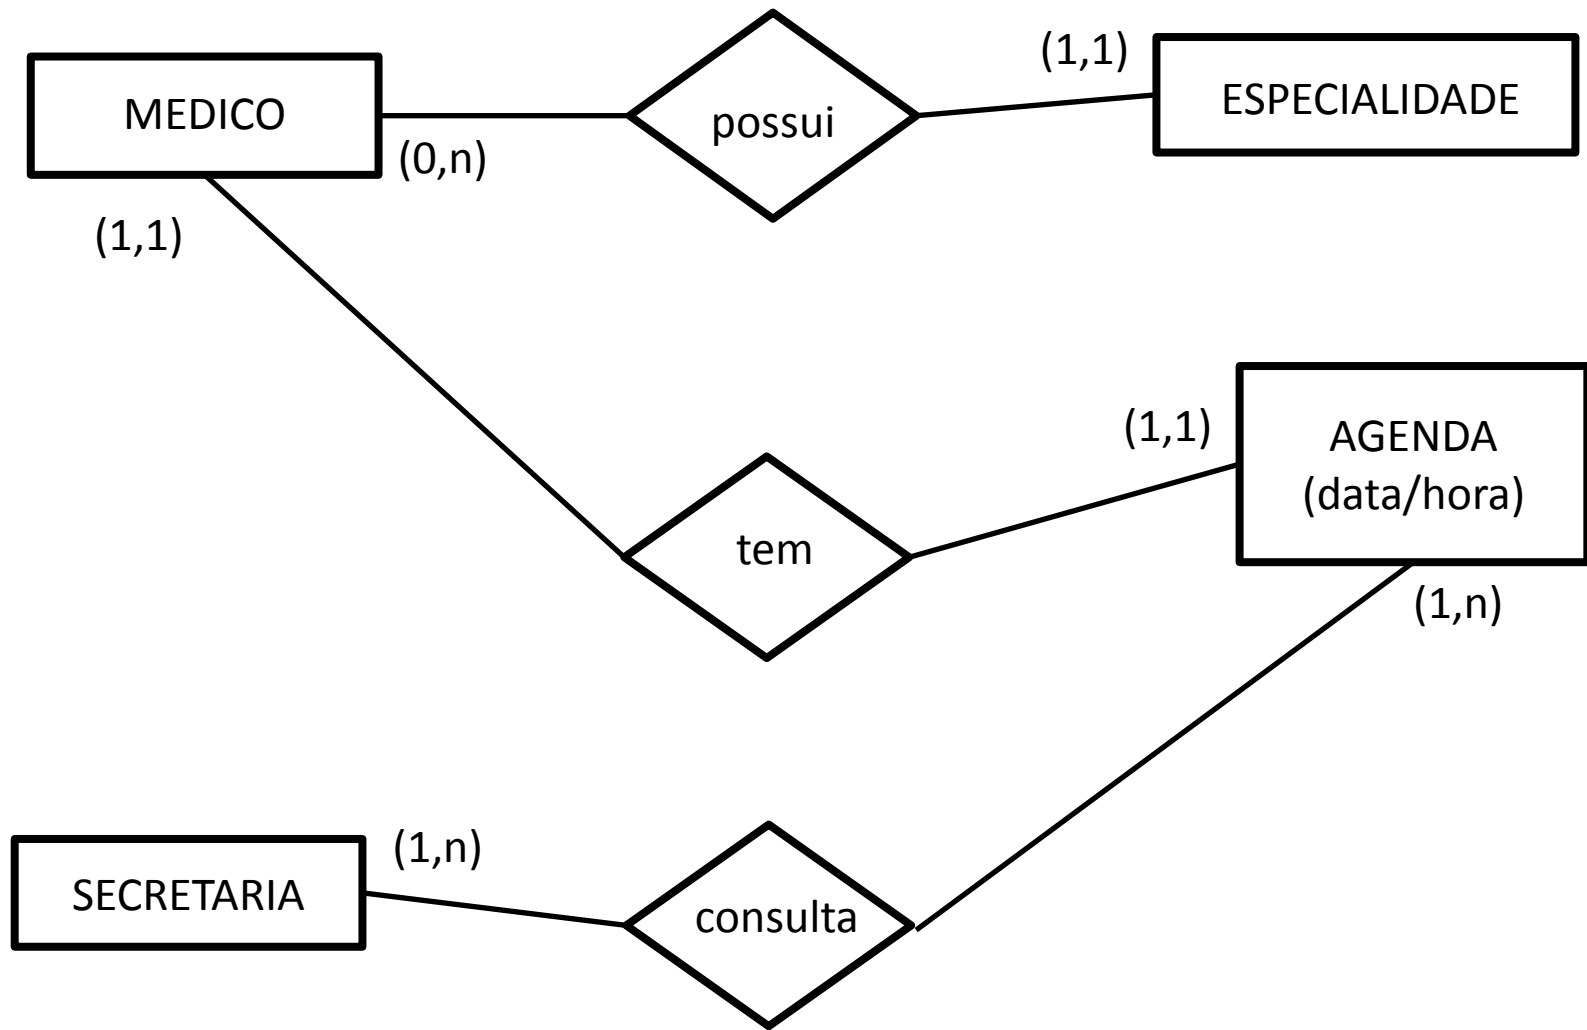 MEDICO
(0,n)
possui
(1,1)
ESPECIALIDADE
(1,1)
tem
(1,1)
AGENDA
(data/hora)
(1,n)
SECRETARIA
(1,n)
consulta